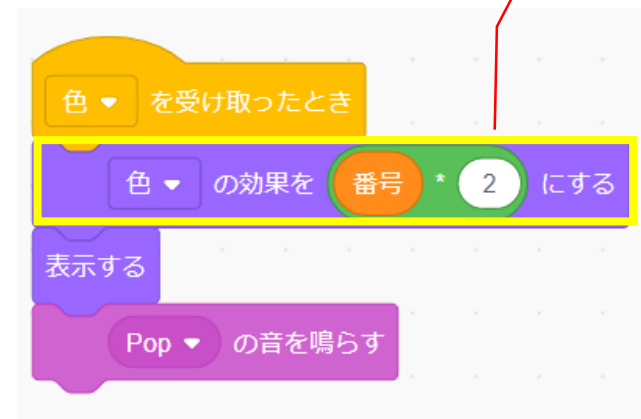 色 を受け取ったとき
色 の効果を 番号 * 2 にする
表示する
Pop の音を鳴らす